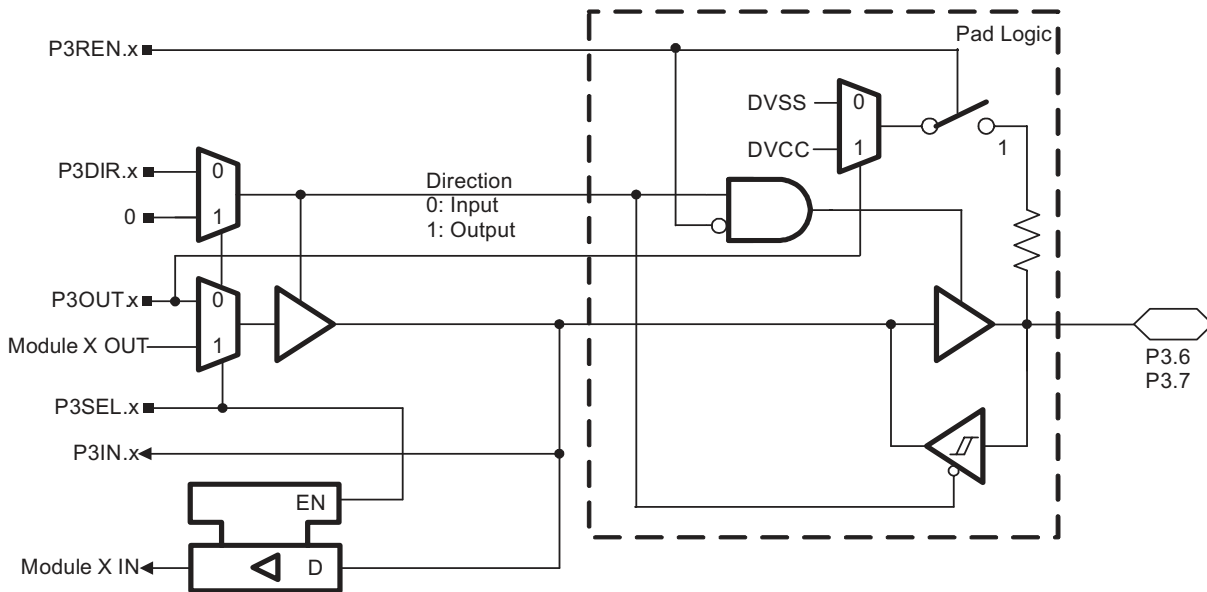 Pad Logic
P3REN.x
DVSS
0
DVCC
1
1
P3DIR.x
0
0
1
Direction
0: Input
1: Output
P3OUT.x
0
Module X OUT
1
P3SEL.x
P3IN.x
P3.6
P3.7
EN
D
Module X IN